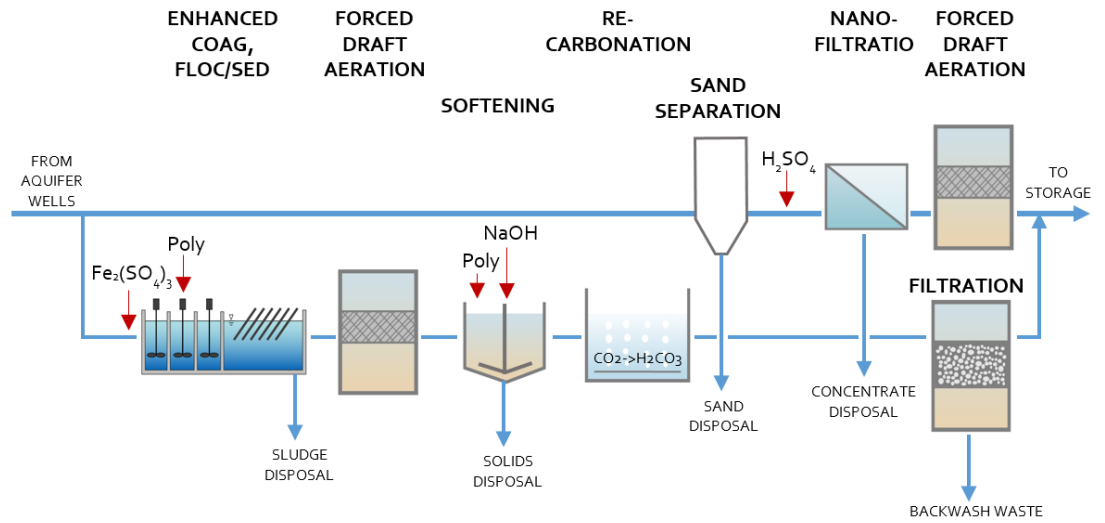 ENHANCED
COAG,
FLOC/SED
FORCED
DRAFT
AERATION
RE-
CARBONATION
NANO-
FILTRATIO
FORCED
DRAFT
AERATION
SOFTENING
SAND
SEPARATION
FROM
AQUIFER
WELLS
H₂SO₄
TO
STORAGE
Poly
Fe₂(SO₄)₃
NaOH
Poly
FILTRATION
CO2->H2CO3
SLUDGE
DISPOSAL
SOLIDS
DISPOSAL
SAND
DISPOSAL
CONCENTRATE
DISPOSAL
BACKWASH WASTE